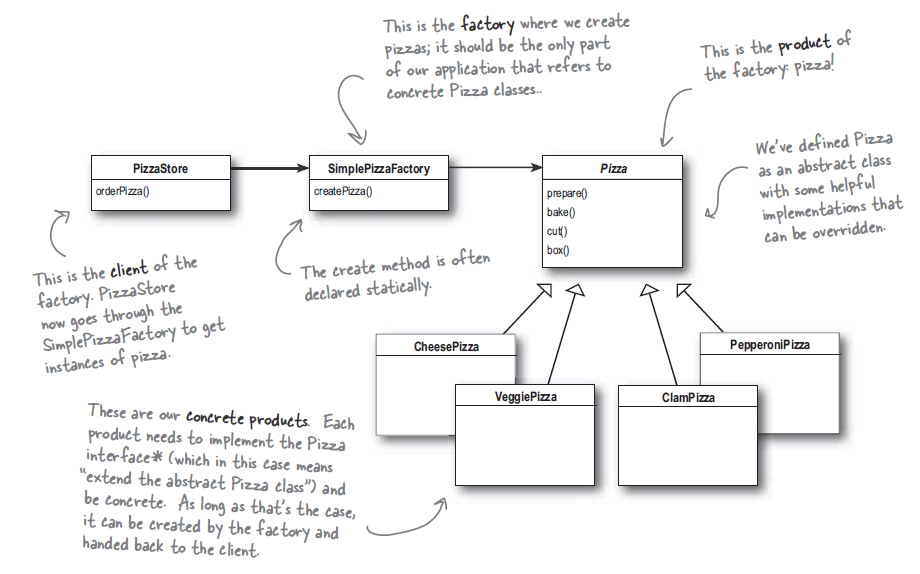 This is the factory where we create
pizzas; it should be the only part
of our application that refers to
concrete Pizza classes..
This is the product of
the factory: pizza!
We've defined Pizza
as an abstract class
with some helpful
implementations that
can be overridden.
PizzaStore
orderPizza()
SimplePizzaFactory
createPizza()
Pizza
prepare()
bake()
cut()
box()
This is the client of the
factory. PizzaStore
now goes through the
SimplePizzaFactory to get
instances of pizza.
The create method is often
declared statically.
CheesePizza
VeggiePizza
ClamPizza
PepperoniPizza
These are our concrete products. Each
product needs to implement the Pizza
interface* (which in this case means
“extend the abstract Pizza class”) and
be concrete. As long as that's the case,
it can be created by the factory and
handed back to the client.